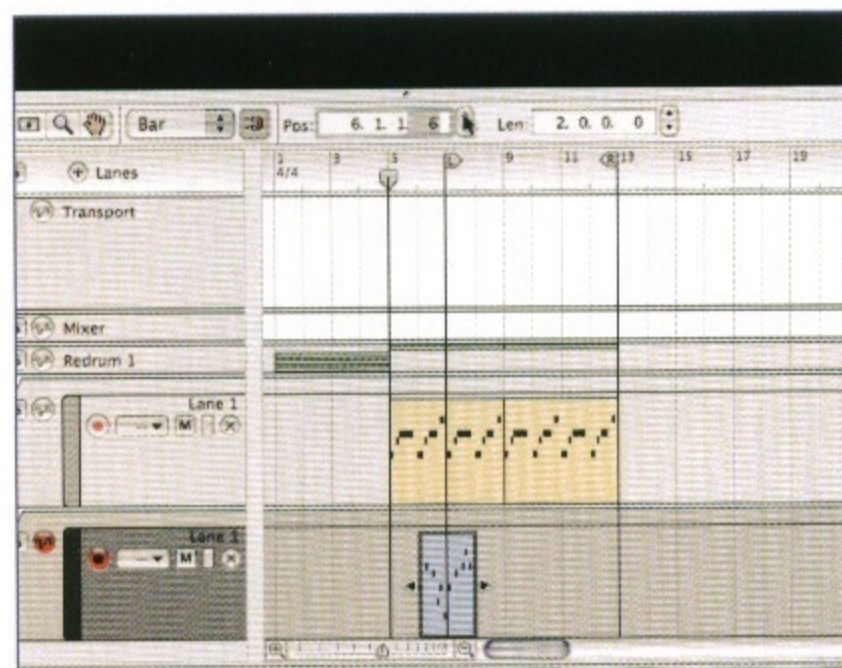 Bar Pos: 6. 1. 1. 6 Len: 2. 0. 0. 0
Lanes
1 3 5 L 9 11 R 13 15 17 19
4/4
Transport
Mixer
Redrum 1
Lane 1
M
Lane 1
M